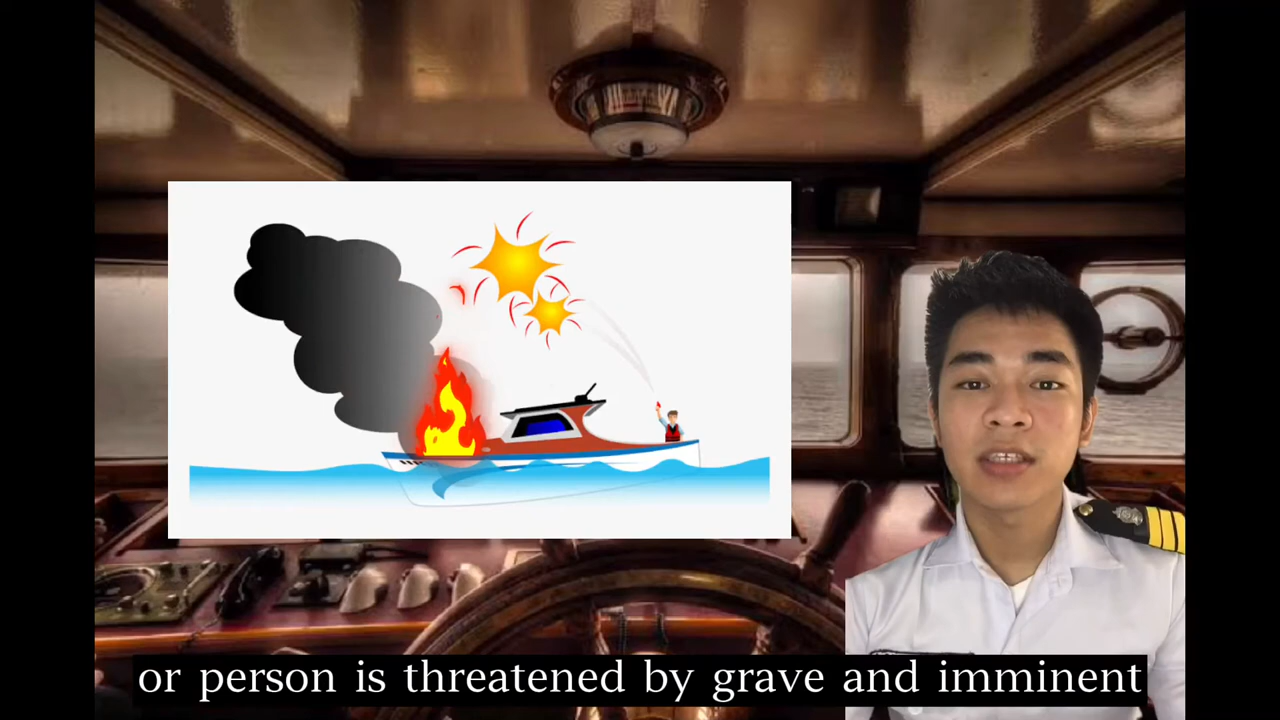 or person is threatened by grave and imminent